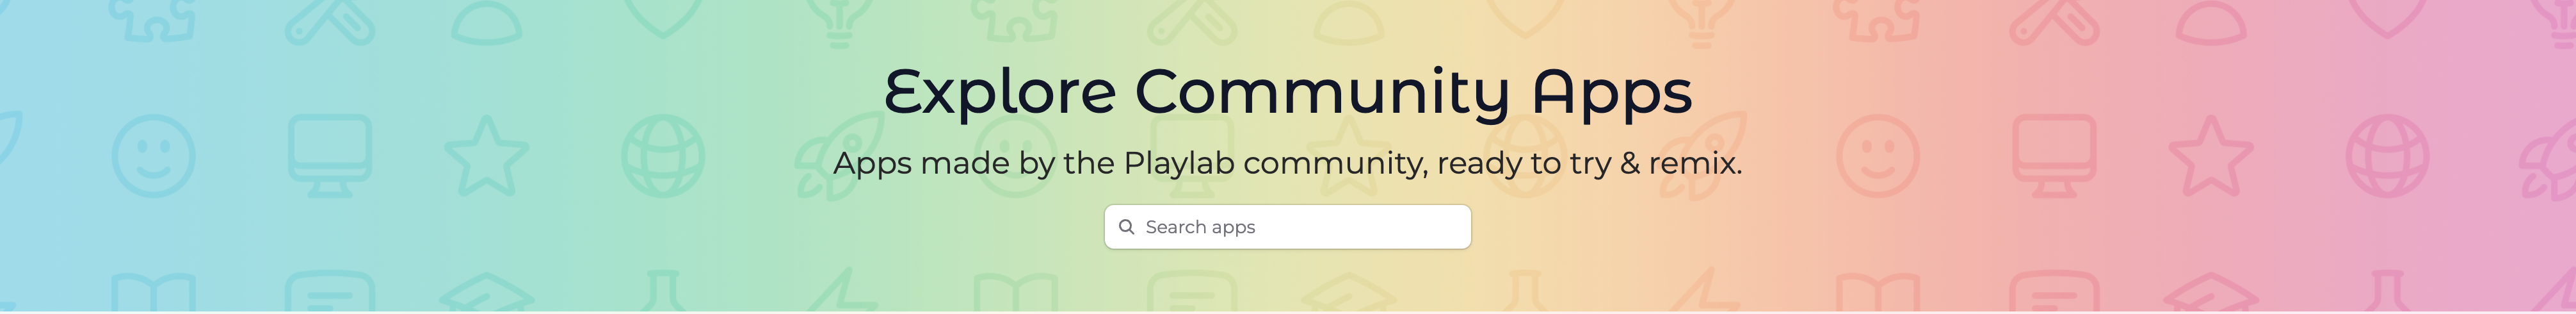 Explore Community Apps
Apps made by the Playlab community, ready to try & remix.
Search apps